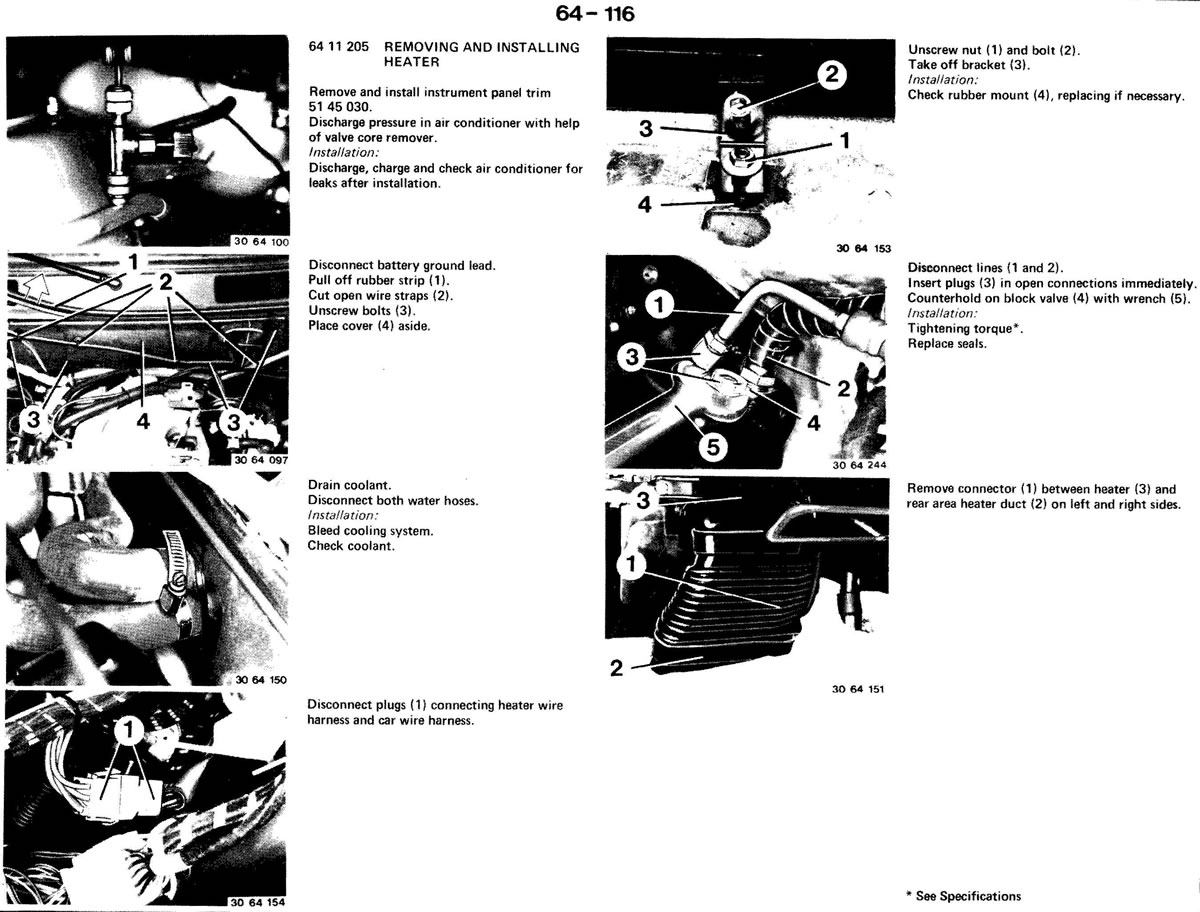 64 – 116
64 11 205 REMOVING AND INSTALLING
HEATER
Remove and install instrument panel trim
51 45 030.
Discharge pressure in air conditioner with help
of valve core remover.
Installation:
Discharge, charge and check air conditioner for
leaks after installation.
30 64 100
Disconnect battery ground lead.
Pull off rubber strip (1).
Cut open wire straps (2).
Unscrew bolts (3).
Place cover (4) aside.
1
2
3
4
3
30 64 097
Drain coolant.
Disconnect both water hoses.
Installation:
Bleed cooling system.
Check coolant.
30 64 150
Disconnect plugs (1) connecting heater wire
harness and car wire harness.
1
30 64 154
Unscrew nut (1) and bolt (2).
Take off bracket (3).
Installation:
Check rubber mount (4), replacing if necessary.
2
3
1
4
30 64 153
Disconnect lines (1 and 2).
Insert plugs (3) in open connections immediately.
Counterhold on block valve (4) with wrench (5).
Installation:
Tightening torque*.
Replace seals.
1
3
2
4
5
30 64 244
Remove connector (1) between heater (3) and
rear area heater duct (2) on left and right sides.
3
1
2
30 64 151
* See Specifications